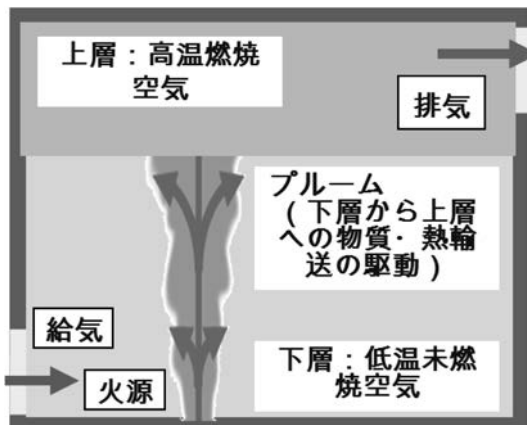 上層：高温燃焼
空気
排気
プルーム
（下層から上層
への物質・熱輸
送の駆動）
給気
火源
下層：低温未燃
焼空気